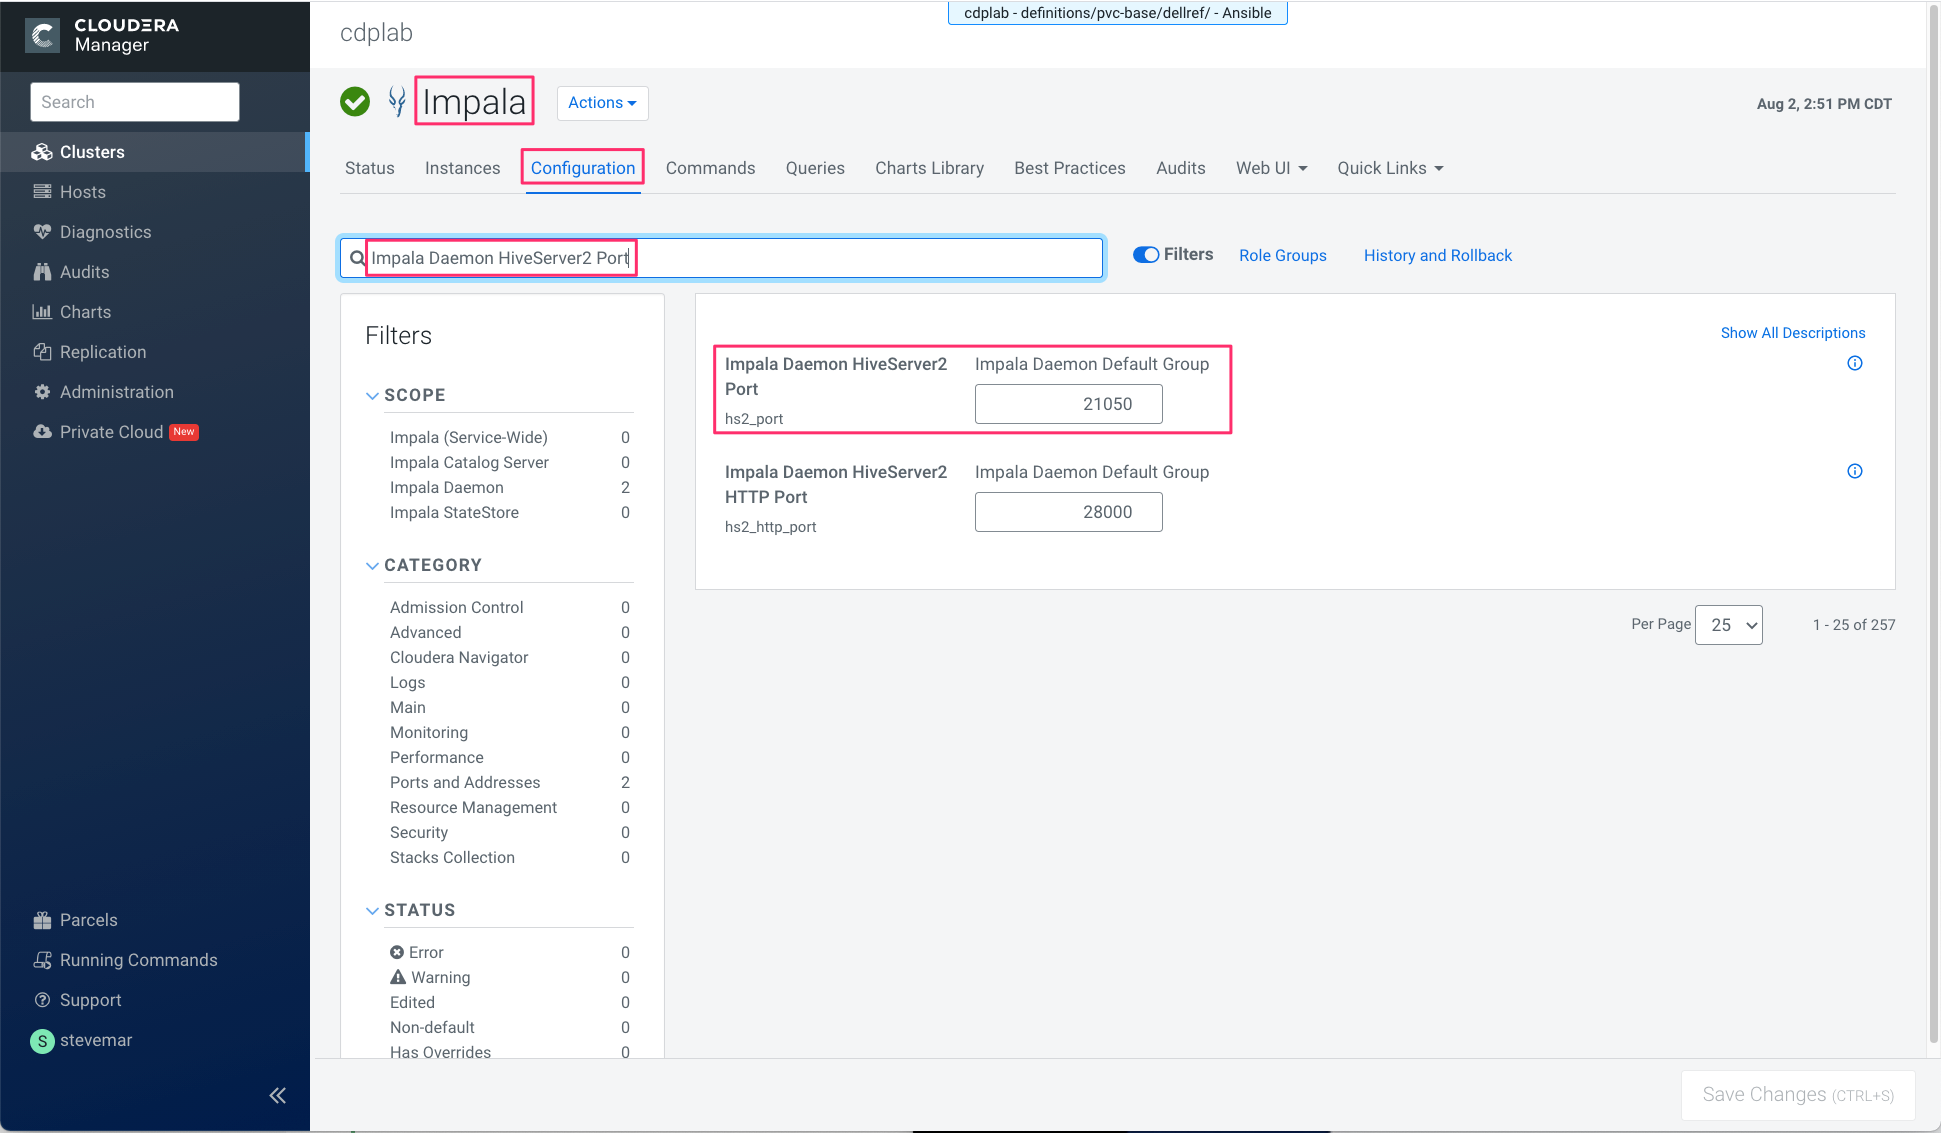 CLOUDERA
Manager
Search
Clusters
Hosts
Diagnostics
Audits
Charts
Replication
Administration
Private Cloud New
Parcels
Running Commands
Support
S stevemar
cdplab - definitions/pvc-base/dellref/ - Ansible
cdplab
Impala
Actions
Aug 2, 2:51 PM CDT
Status Instances Configuration Commands Queries Charts Library Best Practices Audits Web UI Quick Links
Impala Daemon HiveServer2 Port
Filters Role Groups History and Rollback
Filters
SCOPE
Impala (Service-Wide) 0
Impala Catalog Server 0
Impala Daemon 2
Impala StateStore 0
CATEGORY
Admission Control 0
Advanced 0
Cloudera Navigator 0
Logs 0
Main 0
Monitoring 0
Performance 0
Ports and Addresses 2
Resource Management 0
Security 0
Stacks Collection 0
STATUS
Error 0
Warning 0
Edited 0
Non-default 0
Has Overrides 0
Show All Descriptions
Impala Daemon HiveServer2
Port
hs2_port
Impala Daemon Default Group
21050
Impala Daemon HiveServer2
HTTP Port
hs2_http_port
Impala Daemon Default Group
28000
Per Page 25 1 - 25 of 257
Save Changes (CTRL+S)